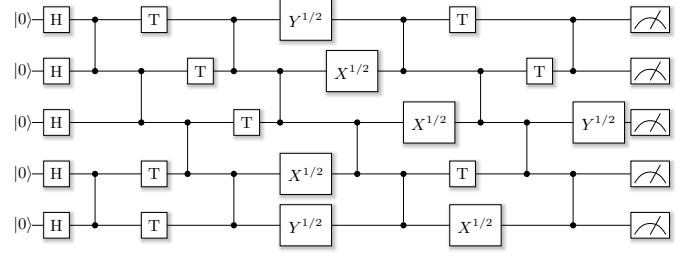 |0⟩ H T Y^{1/2} T
|0⟩ H T X^{1/2} T
|0⟩ H T X^{1/2} Y^{1/2}
|0⟩ H T X^{1/2} T
|0⟩ H T Y^{1/2} X^{1/2}